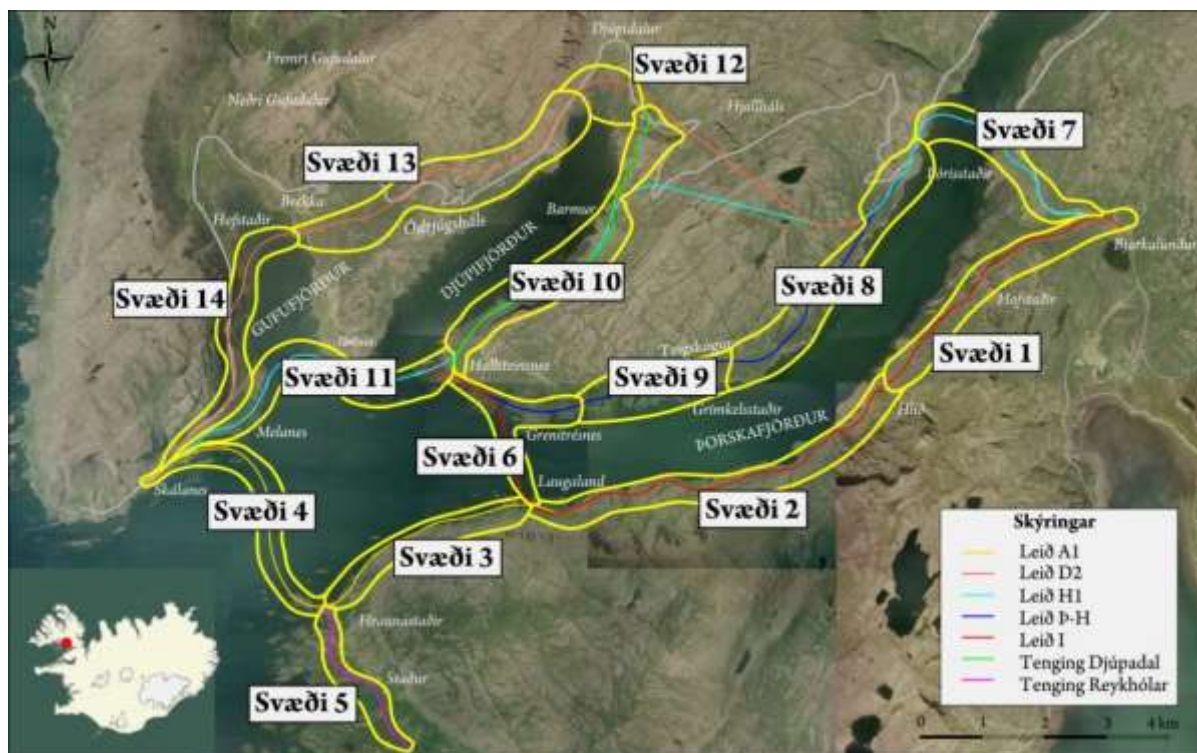 N
Djúpidalur
Svæði 12
Fremri Gufudalur
Neðri Gufudalur
Hjallháls
Svæði 7
Svæði 13
Þórisstaðir
Brekka
Barmur
Hofstaðir
Ódrjúgsháls
Bjarkalundur
GUFUFJÖRÐUR
DJÚPIFJÖRÐUR
Svæði 10
Svæði 8
Svæði 14
Hofstaðir
Teigsskógur
Svæði 1
Hallsteinsnes
Svæði 11
Svæði 9
Melanes
Grímkelsstaðir
Hlíð
Grenitrésnes
ÞORSKAFJÖRÐUR
Svæði 6
Skálanes
Laugaland
Svæði 4
Svæði 2
Svæði 3
Hraunastaðir
Staður
Svæði 5
Skýringar
Leið A1
Leið D2
Leið H1
Leið Þ-H
Leið I
Tenging Djúpadal
Tenging Reykhólar
0 1 2 3 4 km